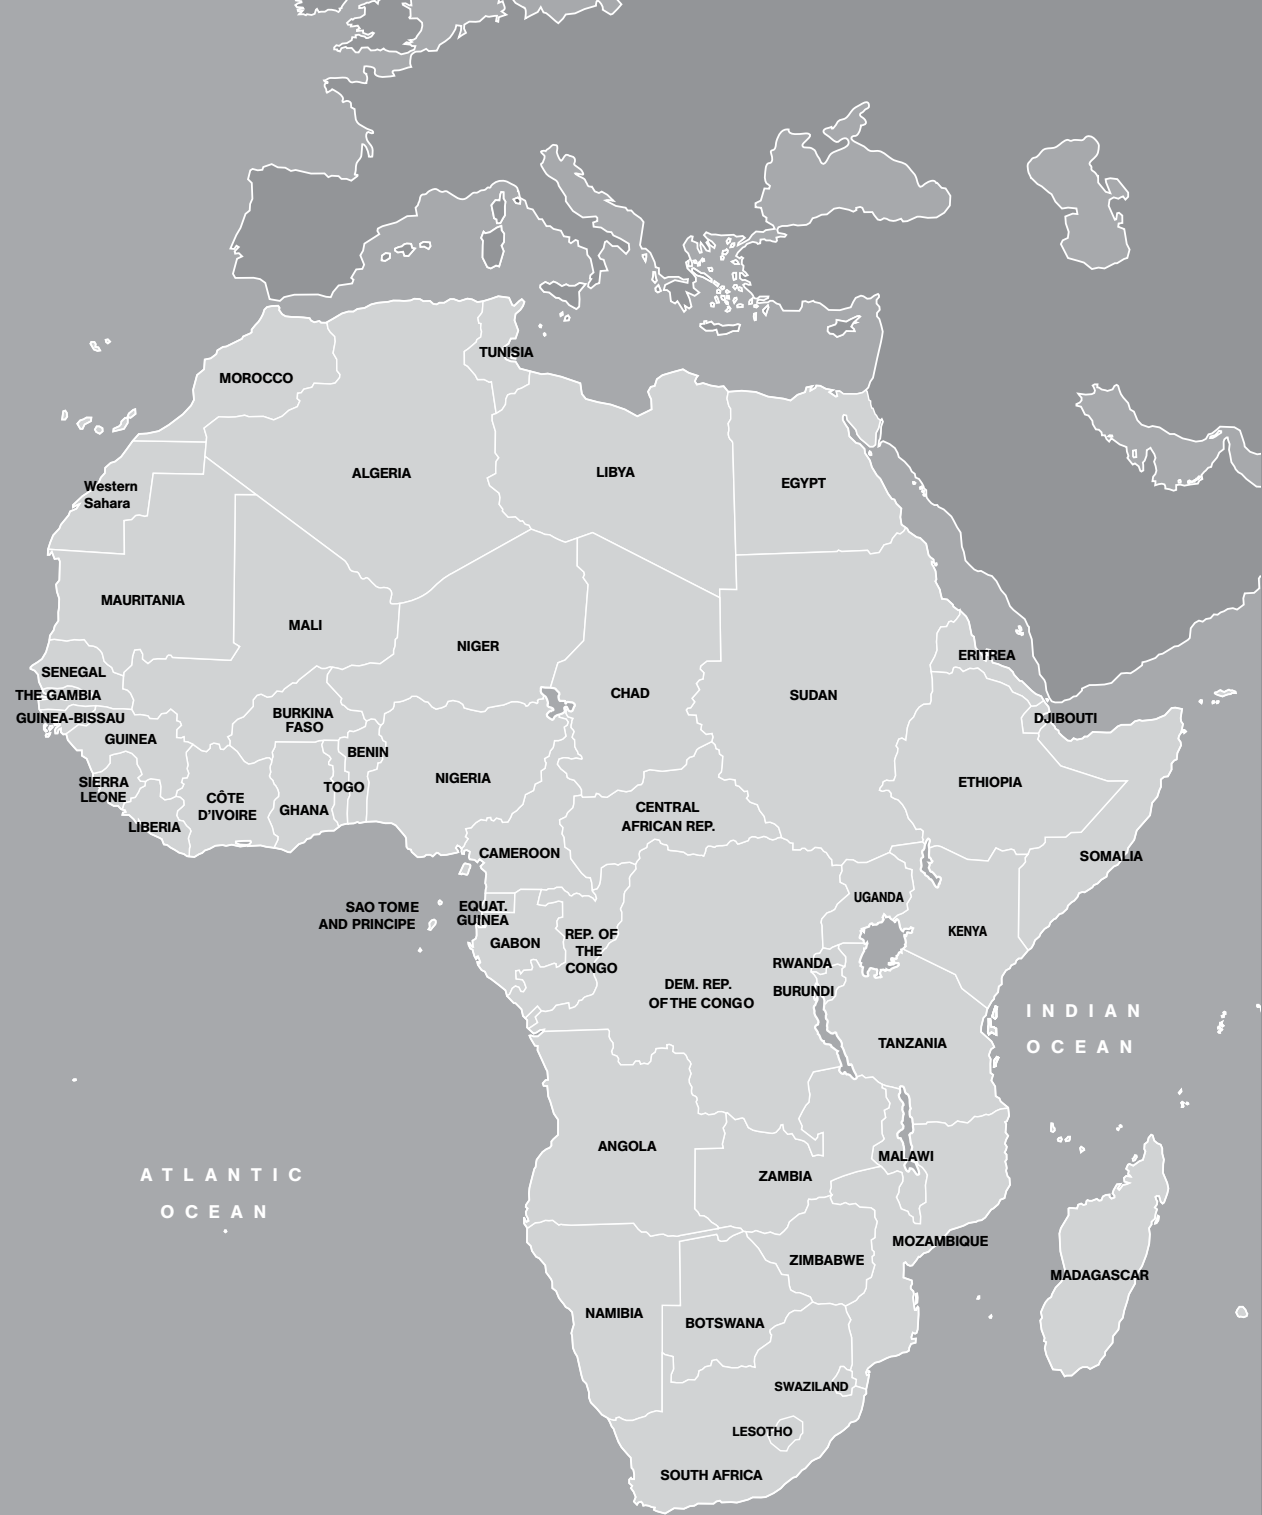 TUNISIA
MOROCCO
ALGERIA
LIBYA
EGYPT
Western
Sahara
MAURITANIA
MALI
NIGER
CHAD
SUDAN
ERITREA
SENEGAL
THE GAMBIA
GUINEA-BISSAU
GUINEA
BURKINA
FASO
DJIBOUTI
BENIN
NIGERIA
ETHIOPIA
SIERRA
LEONE
CÔTE
D'IVOIRE
TOGO
GHANA
LIBERIA
CENTRAL
AFRICAN REP.
CAMEROON
SOMALIA
UGANDA
KENYA
SAO TOME
AND PRINCIPE
EQUAT.
GUINEA
GABON
REP. OF
THE
CONGO
RWANDA
BURUNDI
DEM. REP.
OF THE CONGO
INDIAN
OCEAN
TANZANIA
ANGOLA
MALAWI
ZAMBIA
ATLANTIC
OCEAN
MOZAMBIQUE
ZIMBABWE
MADAGASCAR
NAMIBIA
BOTSWANA
SWAZILAND
LESOTHO
SOUTH AFRICA